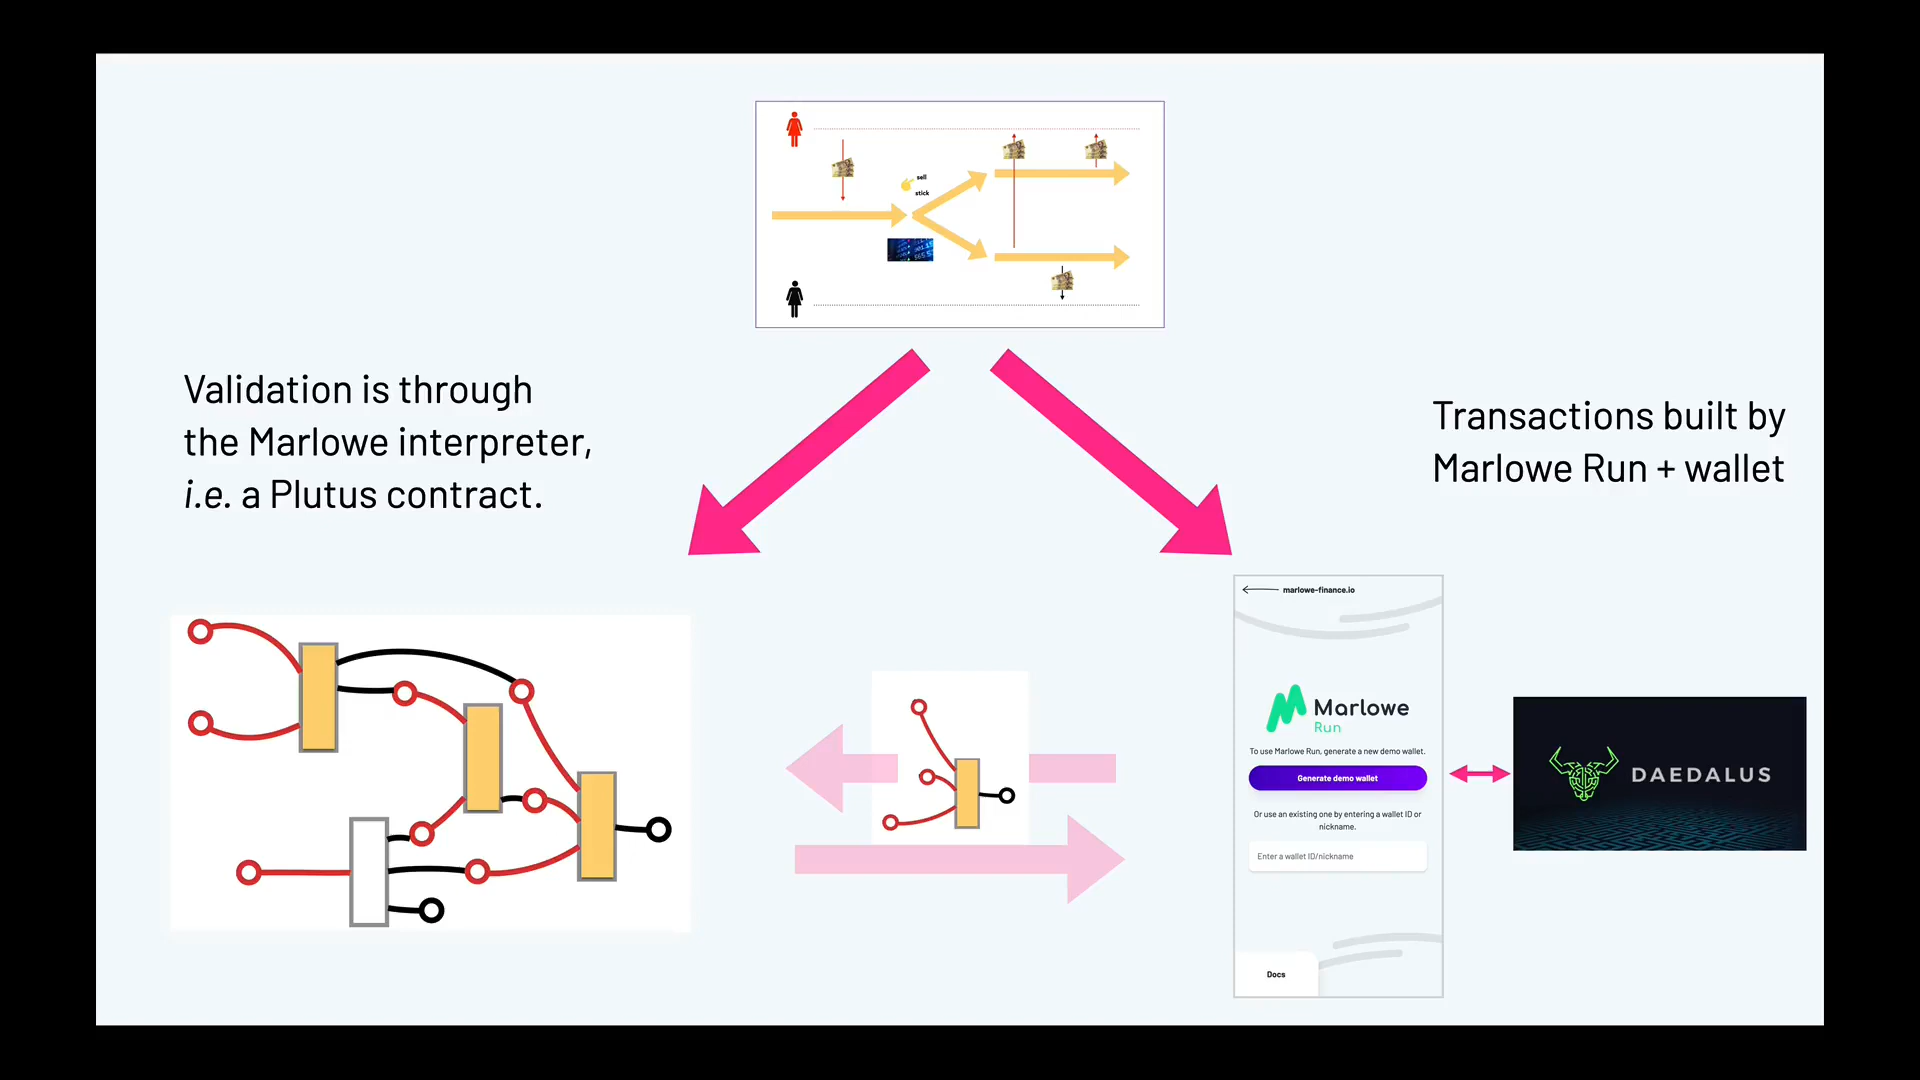 sell
stick
Validation is through
the Marlowe interpreter,
i.e. a Plutus contract.
Transactions built by
Marlowe Run + wallet
marlowe-finance.io
Marlowe
Run
To use Marlowe Run, generate a new demo wallet.
Generate demo wallet
Or use an existing one by entering a wallet ID or
nickname.
Enter a wallet ID/nickname
Docs
DAEDALUS